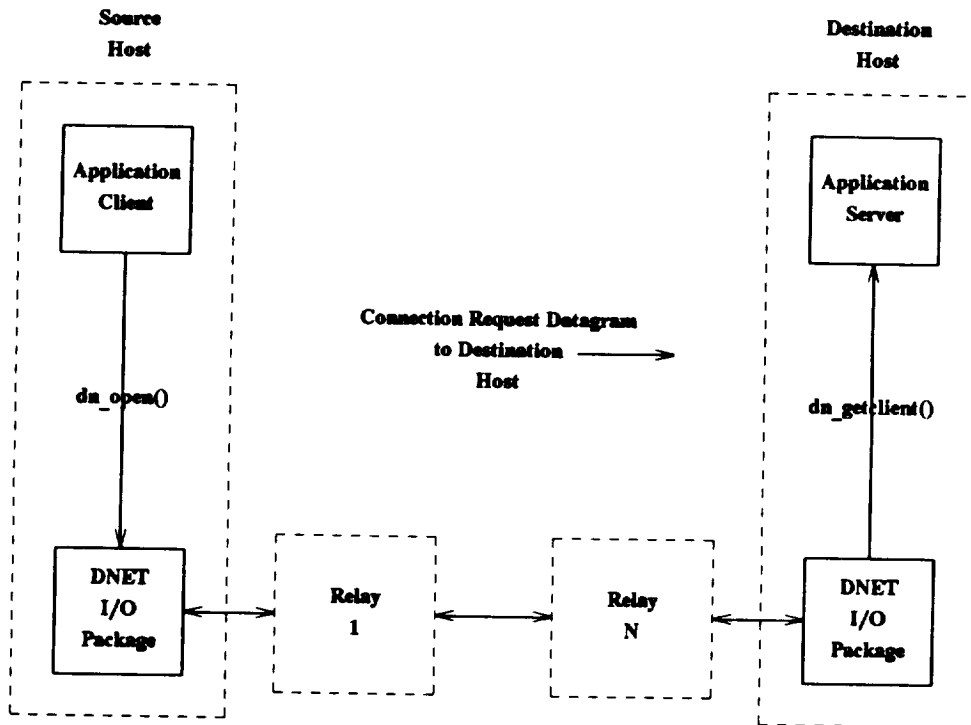 Source
Host
Destination
Host
Application
Client
Application
Server
Connection Request Datagram
to Destination
Host
dn_open()
dn_getclient()
DNET
I/O
Package
Relay
1
Relay
N
DNET
I/O
Package